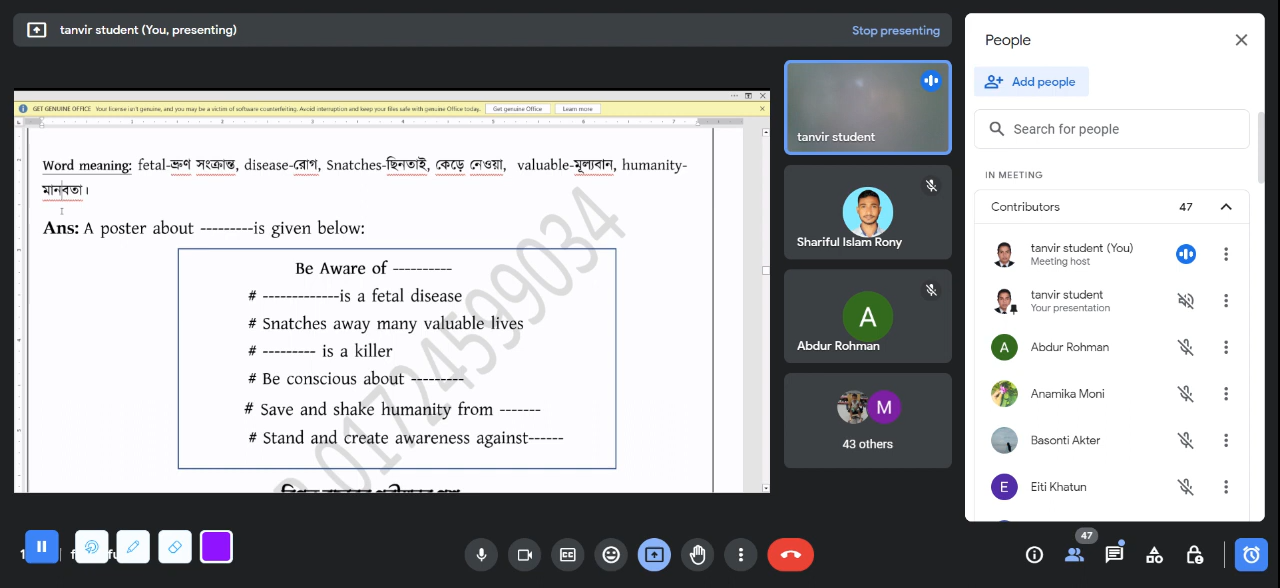 tanvir student (You, presenting)
Stop presenting
GET GENUINE OFFICE Your license isn't genuine, and you may be a victim of software counterfeiting. Avoid interruption and keep your files safe with genuine Office today. Get genuine Office Learn more
Word meaning: fetal-ভ্রুণ সংক্রান্ত, disease-রোগ, Snatches-ছিনতাই, কেড়ে নেওয়া, valuable-মূল্যবান, humanity-
মানবতা।
Ans: A poster about ---------is given below:
Be Aware of ----------
# -------------is a fetal disease
# Snatches away many valuable lives
# --------- is a killer
# Be conscious about ---------
# Save and shake humanity from -------
# Stand and create awareness against------
01724599034
tanvir student
Shariful Islam Rony
A
Abdur Rohman
M
43 others
People
Add people
Search for people
IN MEETING
Contributors 47
tanvir student (You)
Meeting host
tanvir student
Your presentation
A Abdur Rohman
Anamika Moni
Basonti Akter
E Eiti Khatun
47